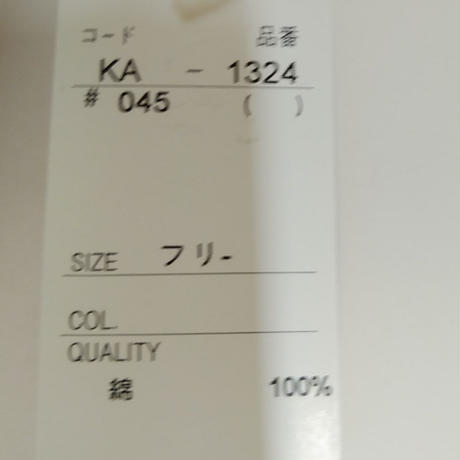 コード 品番
KA - 1324
# 045 ( )
SIZE フリー
COL.
QUALITY
綿 100%